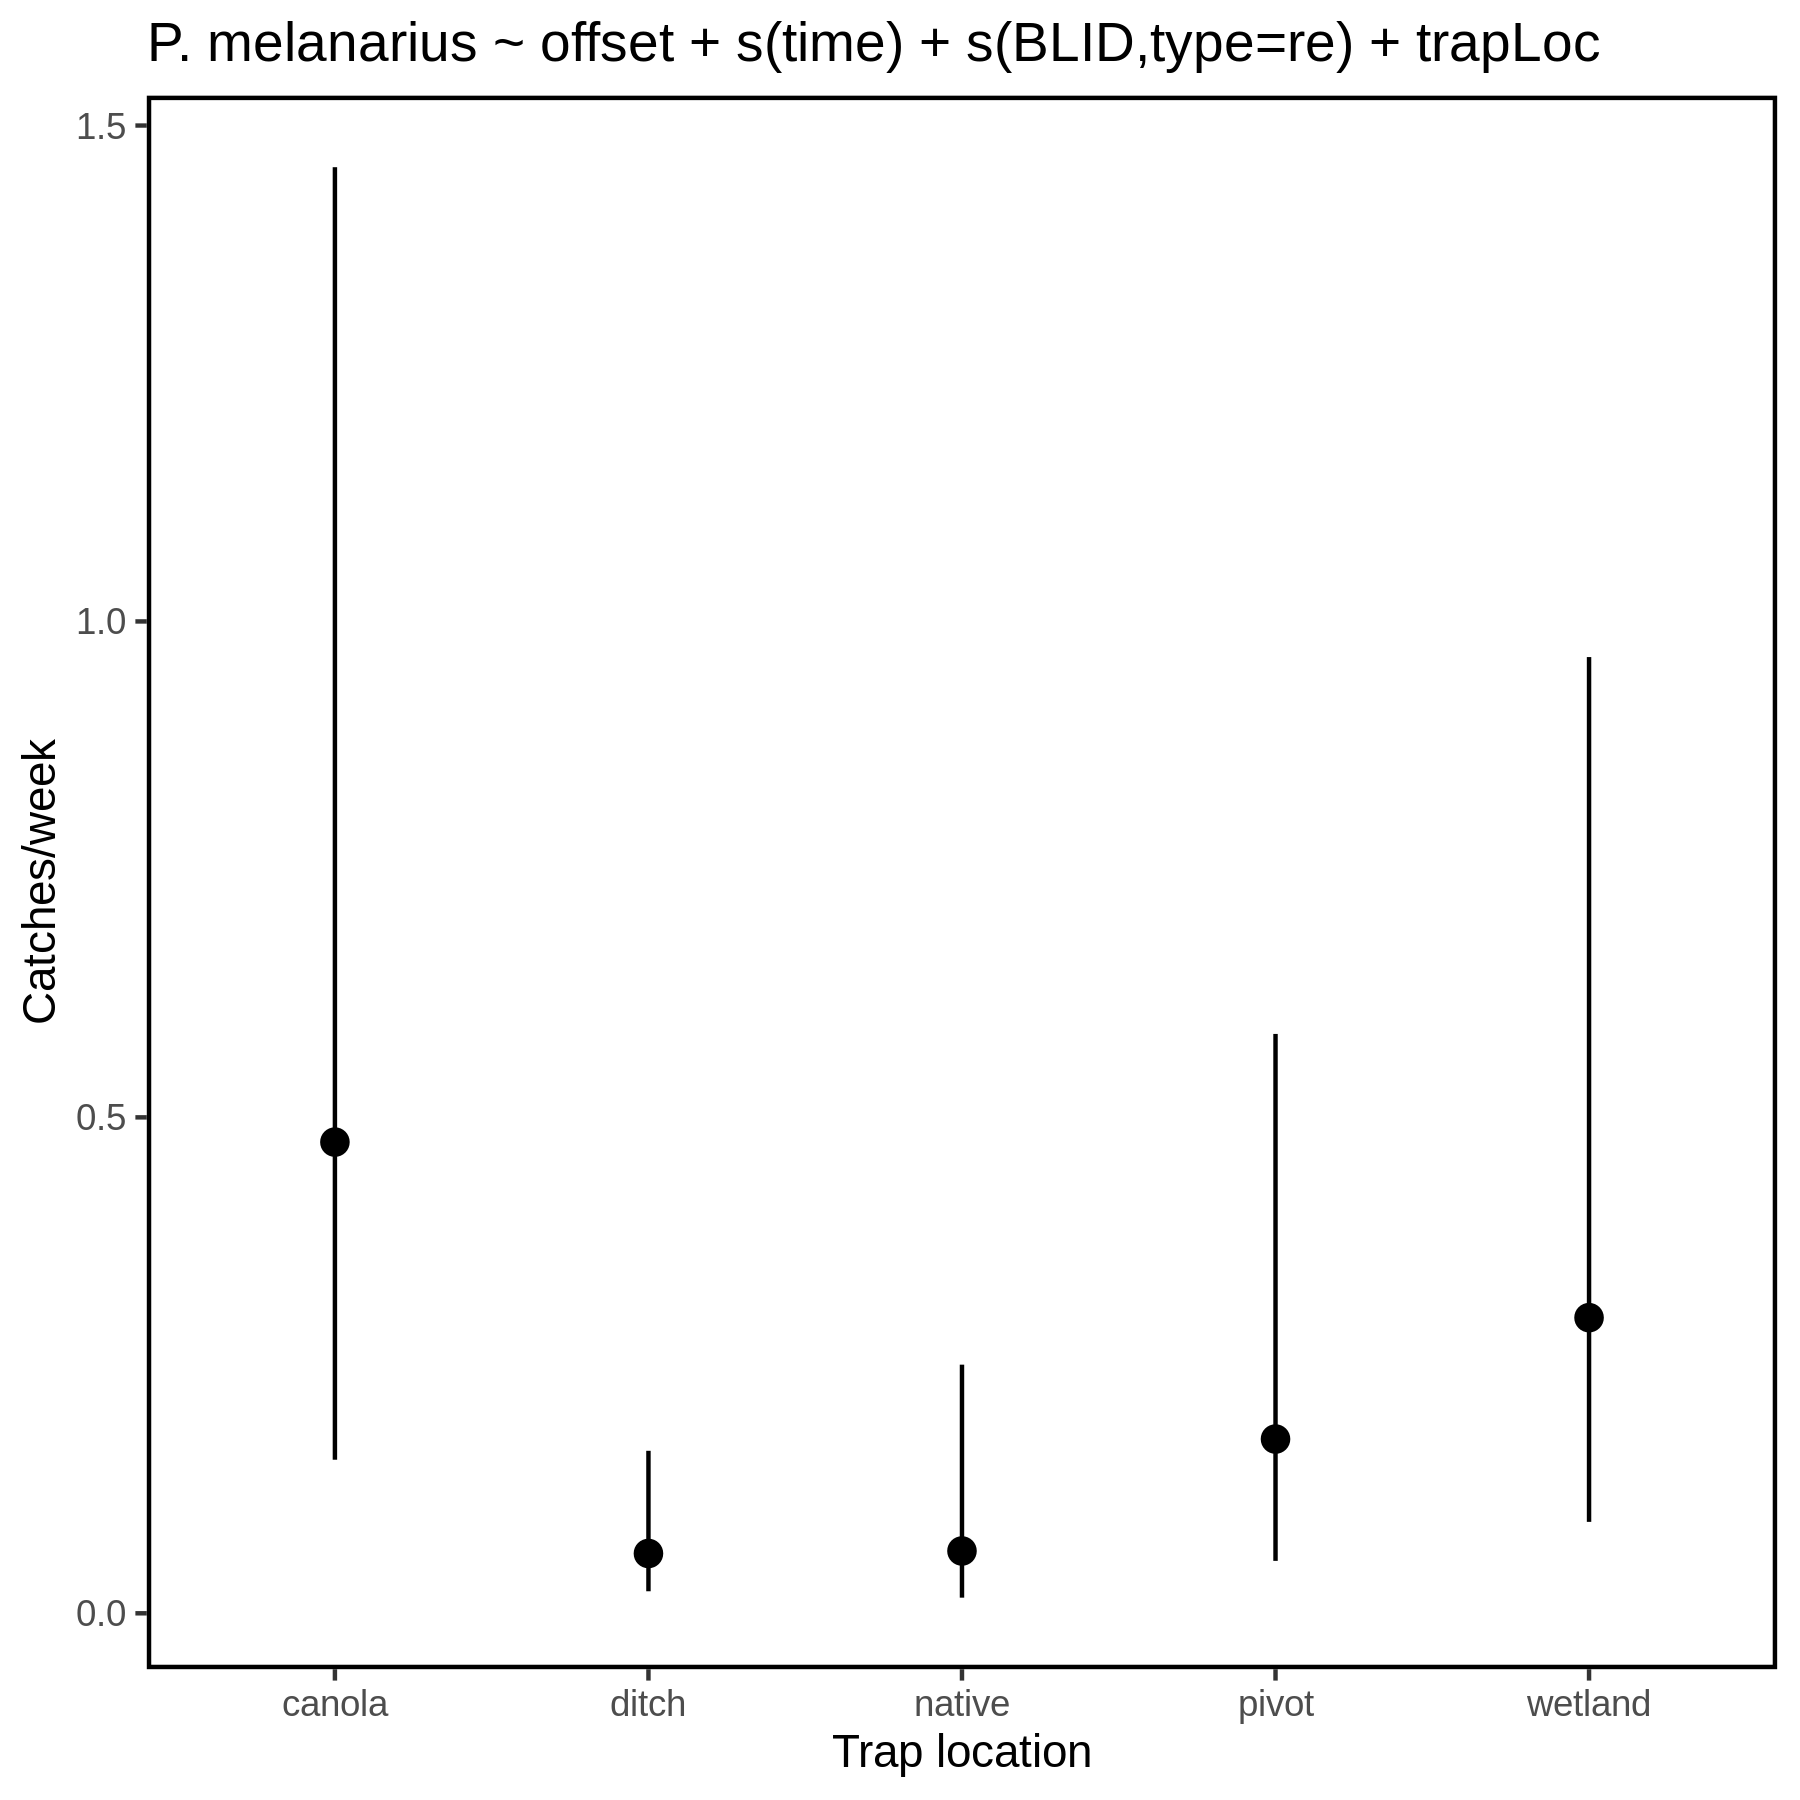 P. melanarius ~ offset + s(time) + s(BLID,type=re) + trapLoc
1.5
1.0
0.5
0.0
Catches/week
canola ditch native pivot wetland
Trap location